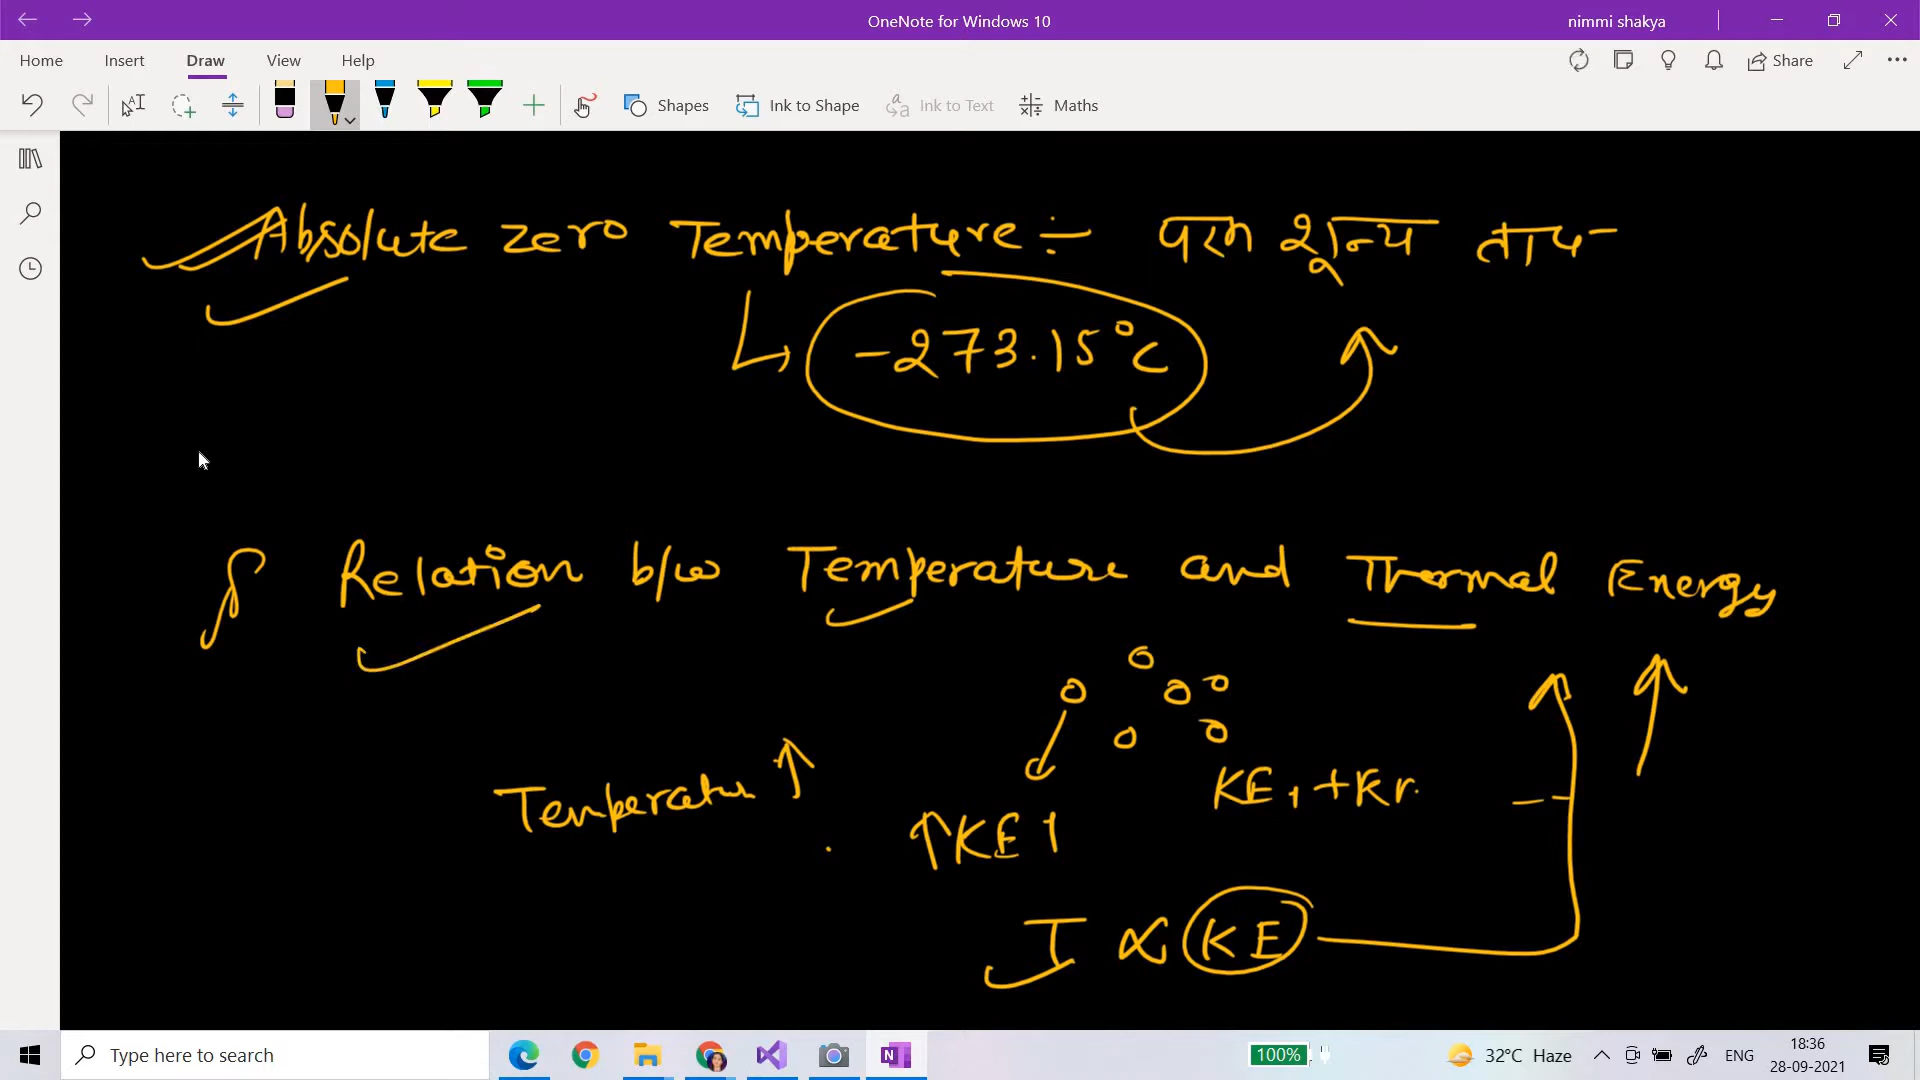 OneNote for Windows 10
nimmi shakya
Home Insert Draw View Help
Share
Shapes Ink to Shape Ink to Text Maths
Absolute zero Temperature :- परम शून्य ताप
-273.15°C
Relation b/w Temperature and Thermal Energy
Temperatu ↑
KE1 + K
↑KE1
T ∝ KE
Type here to search
100%
32°C Haze
ENG
18:36
28-09-2021